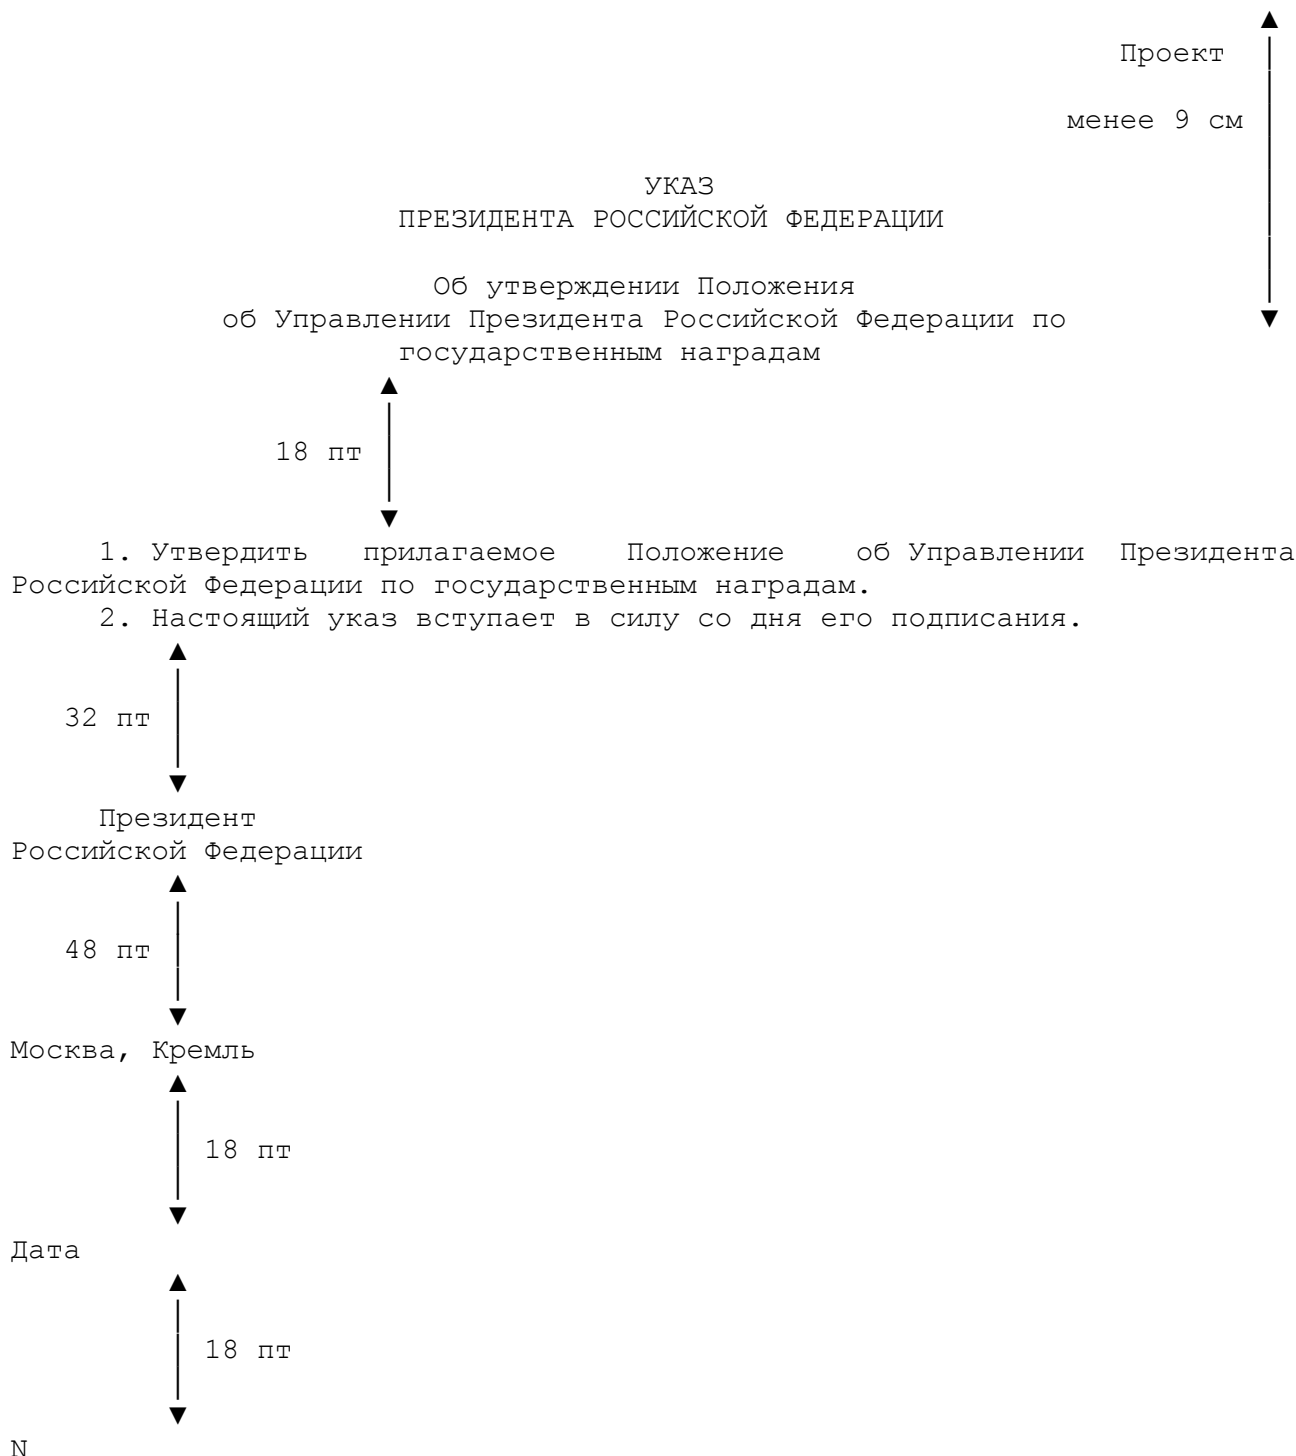 Проект
менее 9 см
УКАЗ
ПРЕЗИДЕНТА РОССИЙСКОЙ ФЕДЕРАЦИИ
Об утверждении Положения
об Управлении Президента Российской Федерации по
государственным наградам
18 пт
1. Утвердить прилагаемое Положение об Управлении Президента
Российской Федерации по государственным наградам.
2. Настоящий указ вступает в силу со дня его подписания.
32 пт
Президент
Российской Федерации
48 пт
Москва, Кремль
18 пт
Дата
18 пт
N